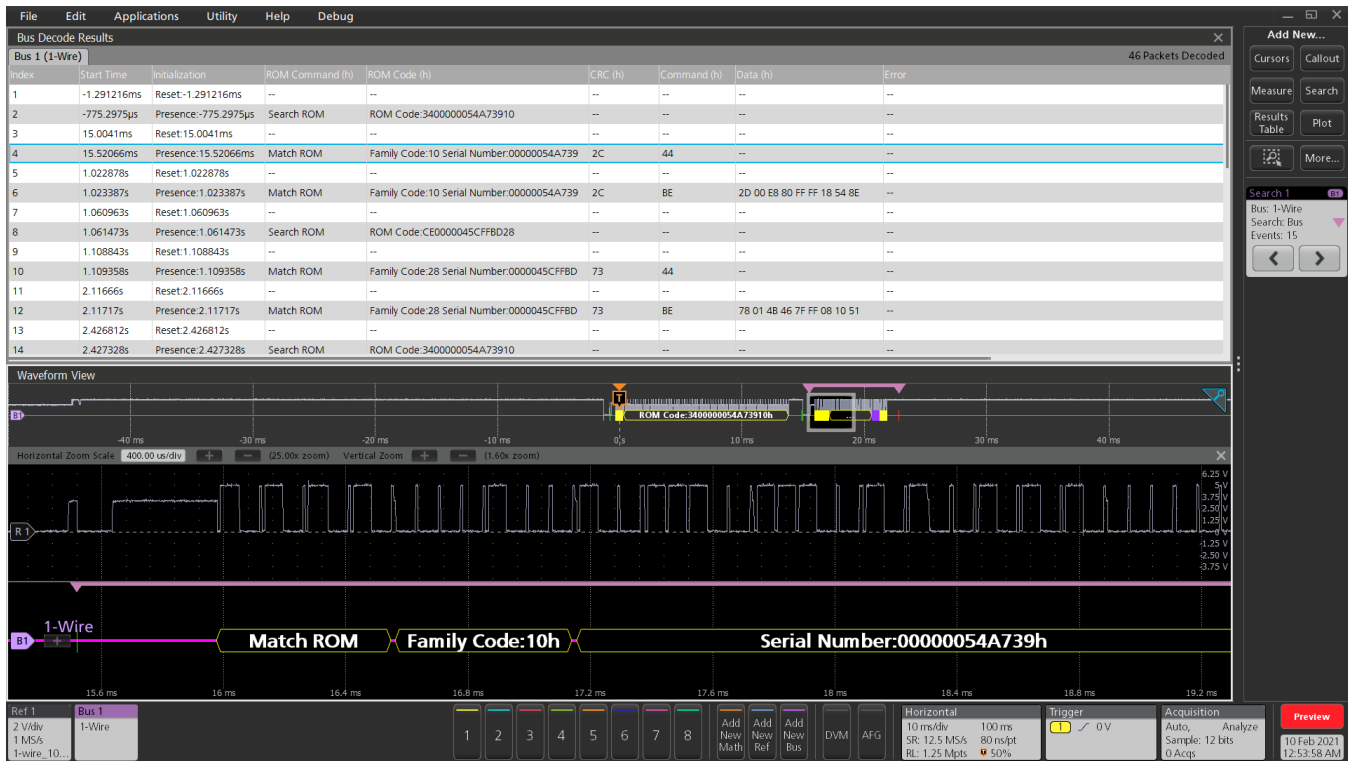 File Edit Applications Utility Help Debug
Bus Decode Results
Bus 1 (1-Wire) 46 Packets Decoded
Index Start Time Initialization ROM Command (h) ROM Code (h) CRC (h) Command (h) Data (h) Error
1 -1.291216ms Reset:-1.291216ms -- -- -- -- -- --
2 -775.2975µs Presence:-775.2975µs Search ROM ROM Code:3400000054A73910 -- -- -- --
3 15.0041ms Reset:15.0041ms -- -- -- -- -- --
4 15.52066ms Presence:15.52066ms Match ROM Family Code:10 Serial Number:00000054A739 2C 44 -- --
5 1.022878s Reset:1.022878s -- -- -- -- -- --
6 1.023387s Presence:1.023387s Match ROM Family Code:10 Serial Number:00000054A739 2C BE 2D 00 E8 80 FF FF 18 54 8E --
7 1.060963s Reset:1.060963s -- -- -- -- -- --
8 1.061473s Presence:1.061473s Search ROM ROM Code:CE0000045CFFBD28 -- -- -- --
9 1.108843s Reset:1.108843s -- -- -- -- -- --
10 1.109358s Presence:1.109358s Match ROM Family Code:28 Serial Number:0000045CFFBD 73 44 -- --
11 2.11666s Reset:2.11666s -- -- -- -- -- --
12 2.11717s Presence:2.11717s Match ROM Family Code:28 Serial Number:0000045CFFBD 73 BE 78 01 4B 46 7F FF 08 10 51 --
13 2.426812s Reset:2.426812s -- -- -- -- -- --
14 2.427328s Presence:2.427328s Search ROM ROM Code:3400000054A73910 -- -- -- --
Waveform View
T
B1 ROM Code:3400000054A73910h ...
-40 ms -30 ms -20 ms -10 ms 0 s 10 ms 20 ms 30 ms 40 ms
Horizontal Zoom Scale 400.00 us/div + — (25.00x zoom) Vertical Zoom + — (1.60x zoom)
6.25 V
5 V
3.75 V
2.50 V
1.25 V
R 1 0 V
-1.25 V
-2.50 V
-3.75 V
1-Wire
B1 + Match ROM Family Code:10h Serial Number:00000054A739h
15.6 ms 16 ms 16.4 ms 16.8 ms 17.2 ms 17.6 ms 18 ms 18.4 ms 18.8 ms 19.2 ms
Add New...
Cursors Callout
Measure Search
Results Table Plot
More...
Search 1 B1
Bus: 1-Wire
Search: Bus
Events: 15
Ref 1
2 V/div
1 MS/s
1-wire_10...
Bus 1
1-Wire
1 2 3 4 5 6 7 8
Add New Math
Add New Ref
Add New Bus
DVM AFG
Horizontal
10 ms/div 100 ms
SR: 12.5 MS/s 80 ns/pt
RL: 1.25 Mpts 50%
Trigger
1 0 V
Acquisition
Auto, Analyze
Sample: 12 bits
0 Acqs
Preview
10 Feb 2021
12:53:58 AM